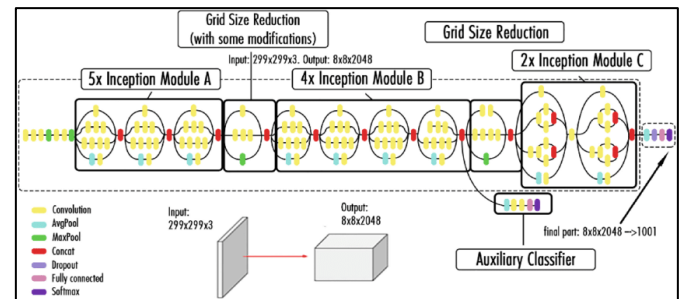 Grid Size Reduction
(with some modifications)
Grid Size Reduction
Input: 299x299x3. Output: 8x8x2048
5x Inception Module A
4x Inception Module B
2x Inception Module C
Convolution
AvgPool
MaxPool
Concat
Dropout
Fully connected
Softmax
Input:
299x299x3
Output:
8x8x2048
Auxiliary Classifier
final part: 8x8x2048 —>1001